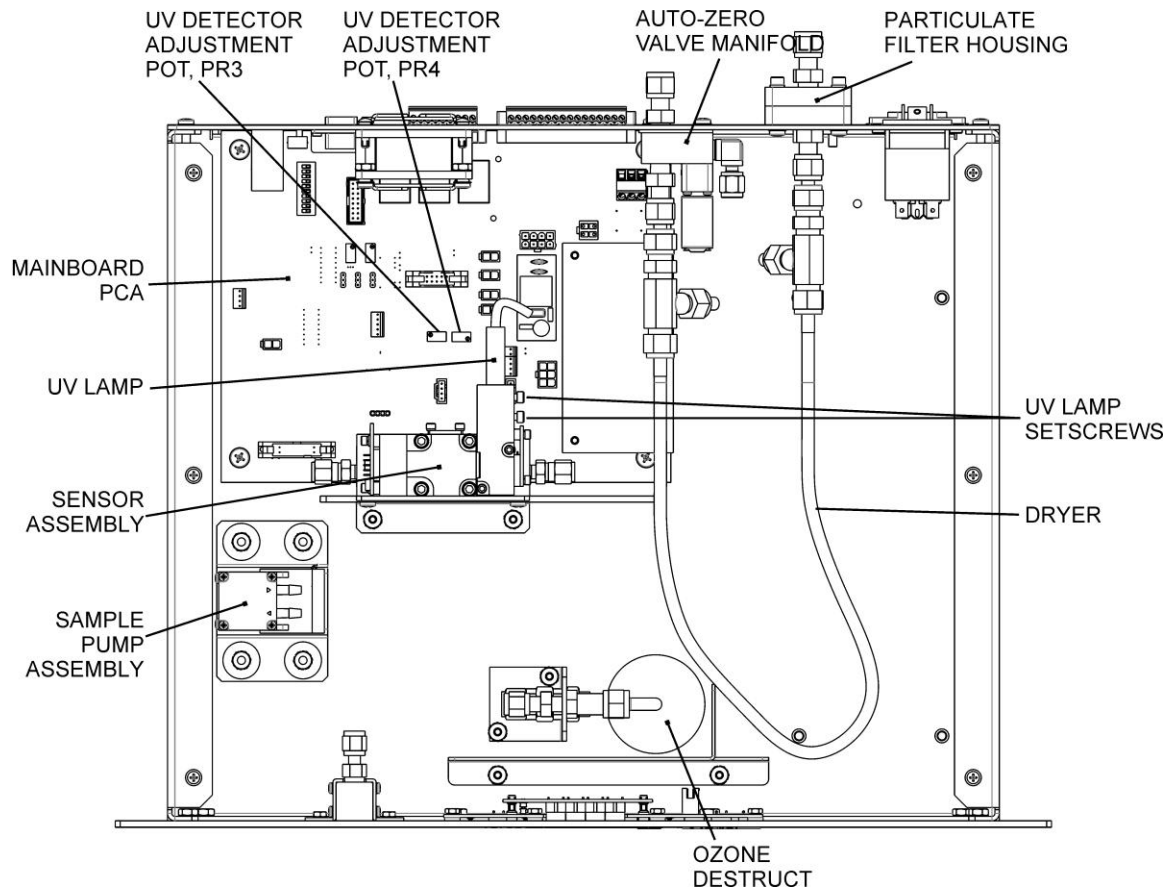 UV DETECTOR
ADJUSTMENT
POT, PR3
UV DETECTOR
ADJUSTMENT
POT, PR4
AUTO-ZERO
VALVE MANIFOLD
PARTICULATE
FILTER HOUSING
MAINBOARD
PCA
UV LAMP
UV LAMP
SETSCREWS
SENSOR
ASSEMBLY
DRYER
SAMPLE
PUMP
ASSEMBLY
OZONE
DESTRUCT